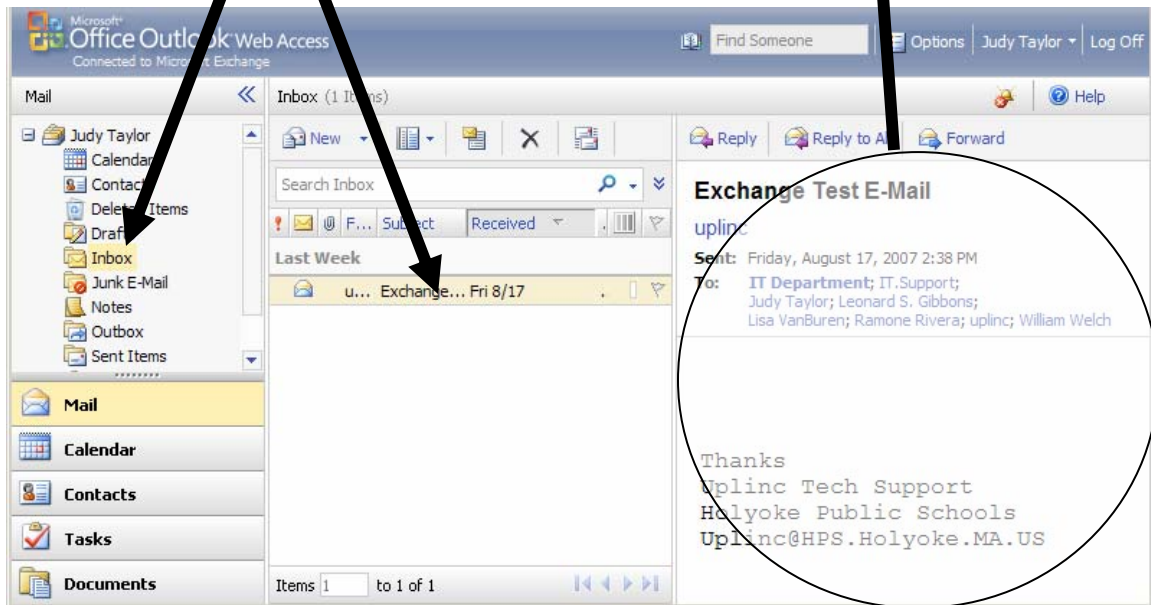 Microsoft
Office Outlook Web Access
Connected to Microsoft Exchange
Find Someone
Options
Judy Taylor
Log Off
Mail
Inbox (1 Items)
Help
Judy Taylor
Calendar
Contacts
Deleted Items
Drafts
Inbox
Junk E-Mail
Notes
Outbox
Sent Items
Mail
Calendar
Contacts
Tasks
Documents
New
Search Inbox
F... Subject Received
Last Week
u... Exchange... Fri 8/17
Items 1 to 1 of 1
Reply
Reply to All
Forward
Exchange Test E-Mail
uplinc
Sent: Friday, August 17, 2007 2:38 PM
To: IT Department; IT.Support;
Judy Taylor; Leonard S. Gibbons;
Lisa VanBuren; Ramone Rivera; uplinc; William Welch
Thanks
Uplinc Tech Support
Holyoke Public Schools
Uplinc@HPS.Holyoke.MA.US